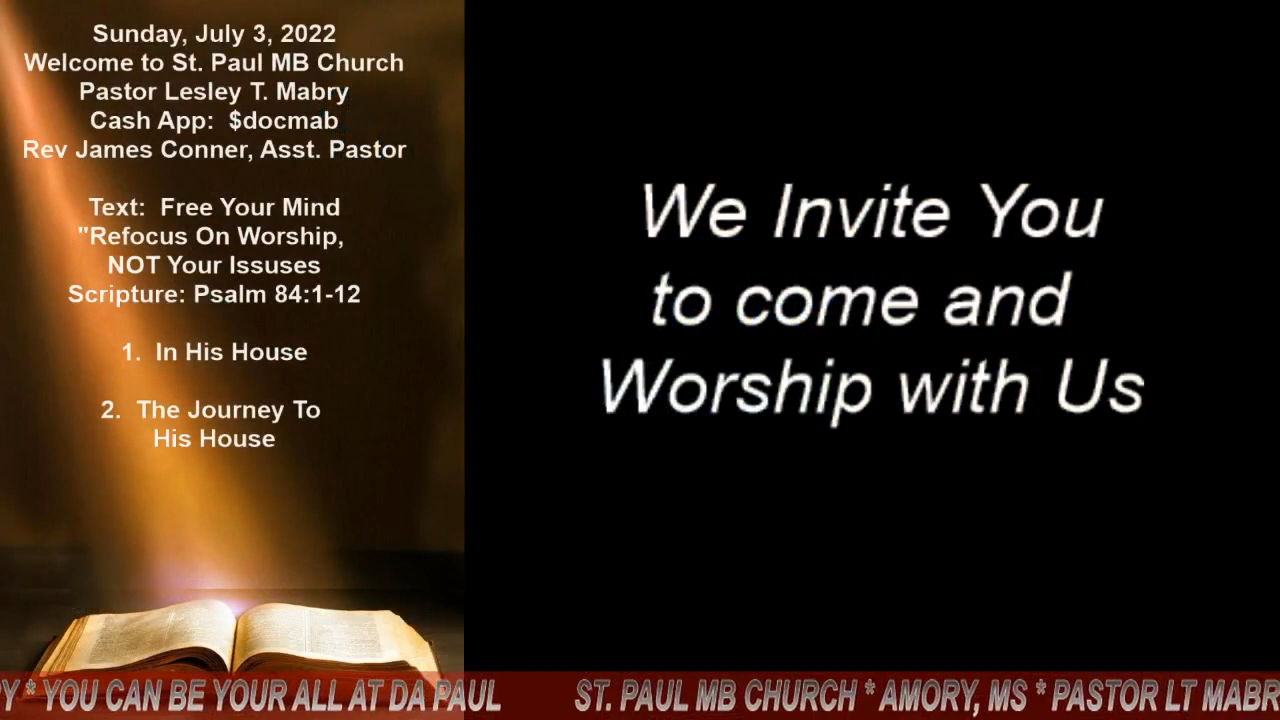 Sunday, July 3, 2022
Welcome to St. Paul MB Church
Pastor Lesley T. Mabry
Cash App:  $docmab
Rev James Conner, Asst. Pastor
Text:  Free Your Mind
"Refocus On Worship,
NOT Your Issuses
Scripture: Psalm 84:1-12
1.  In His House
2.  The Journey To
His House
We Invite You
to come and
Worship with Us
RY * YOU CAN BE YOUR ALL AT DA PAUL ST. PAUL MB CHURCH * AMORY, MS * PASTOR LT MABR